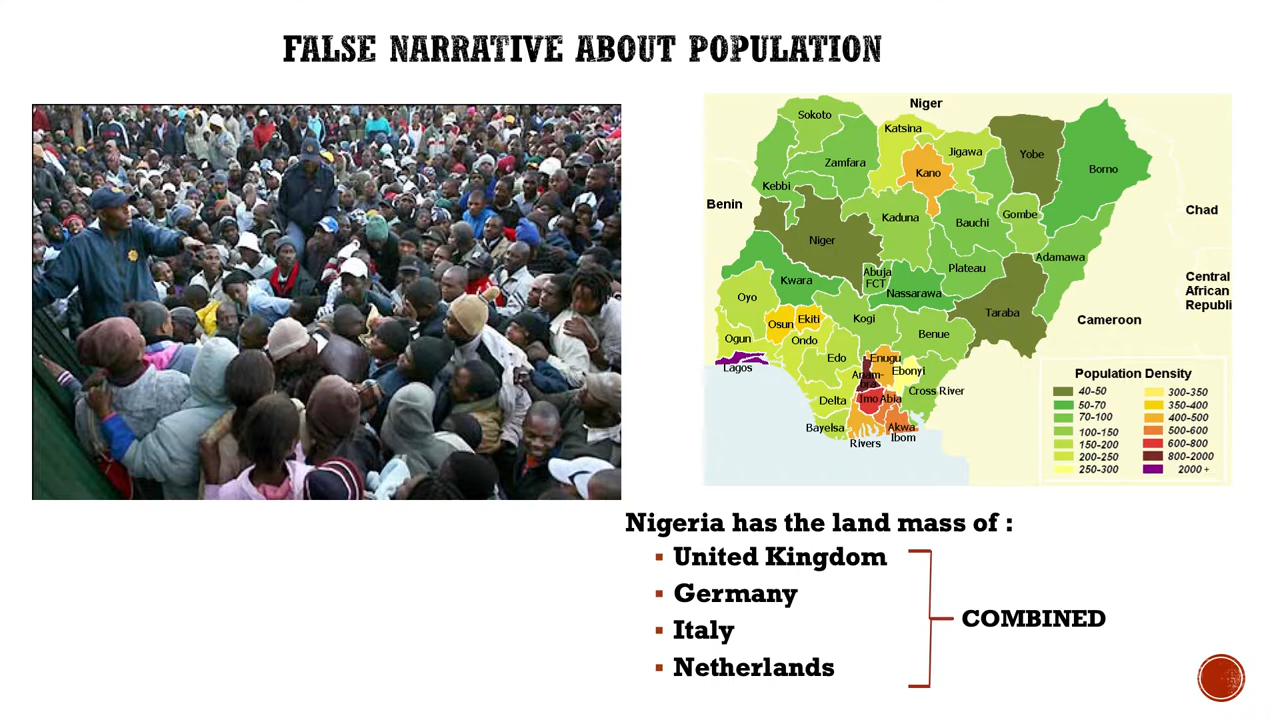 FALSE NARRATIVE ABOUT POPULATION
Niger
Sokoto
Katsina
Jigawa
Yobe
Zamfara
Borno
Kano
Kebbi
Benin
Chad
Kaduna
Gombe
Bauchi
Niger
Adamawa
Plateau
Abuja
FCT
Kwara
Nassarawa
Central
African
Republi
Oyo
Taraba
Cameroon
Osun
Ekiti
Kogi
Benue
Ogun
Ondo
Edo
Enugu
Lagos
Anam-
bra
Ebonyi
Cross River
Delta
Imo
Abia
Bayelsa
Akwa
Ibom
Rivers
Population Density
40-50
50-70
70-100
100-150
150-200
200-250
250-300
300-350
350-400
400-500
500-600
600-800
800-2000
2000 +
Nigeria has the land mass of :
▪ United Kingdom
▪ Germany
▪ Italy
▪ Netherlands
COMBINED